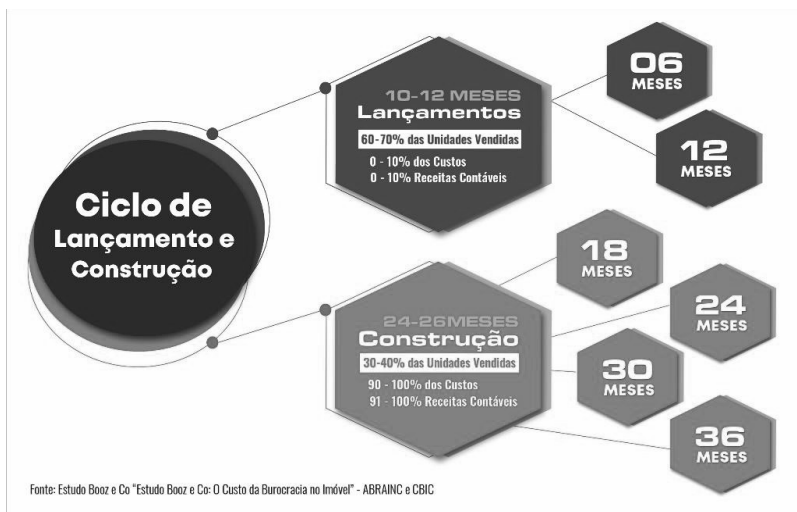 Ciclo de
Lançamento e
Construção
10-12 MESES
Lançamentos
60-70% das Unidades Vendidas
0 - 10% dos Custos
0 - 10% Receitas Contáveis
06
MESES
12
MESES
24-26MESES
Construção
30-40% das Unidades Vendidas
90 - 100% dos Custos
91 - 100% Receitas Contáveis
18
MESES
24
MESES
30
MESES
36
MESES
Fonte: Estudo Booz e Co “Estudo Booz e Co: O Custo da Burocracia no Imóvel” - ABRAINC e CBIC